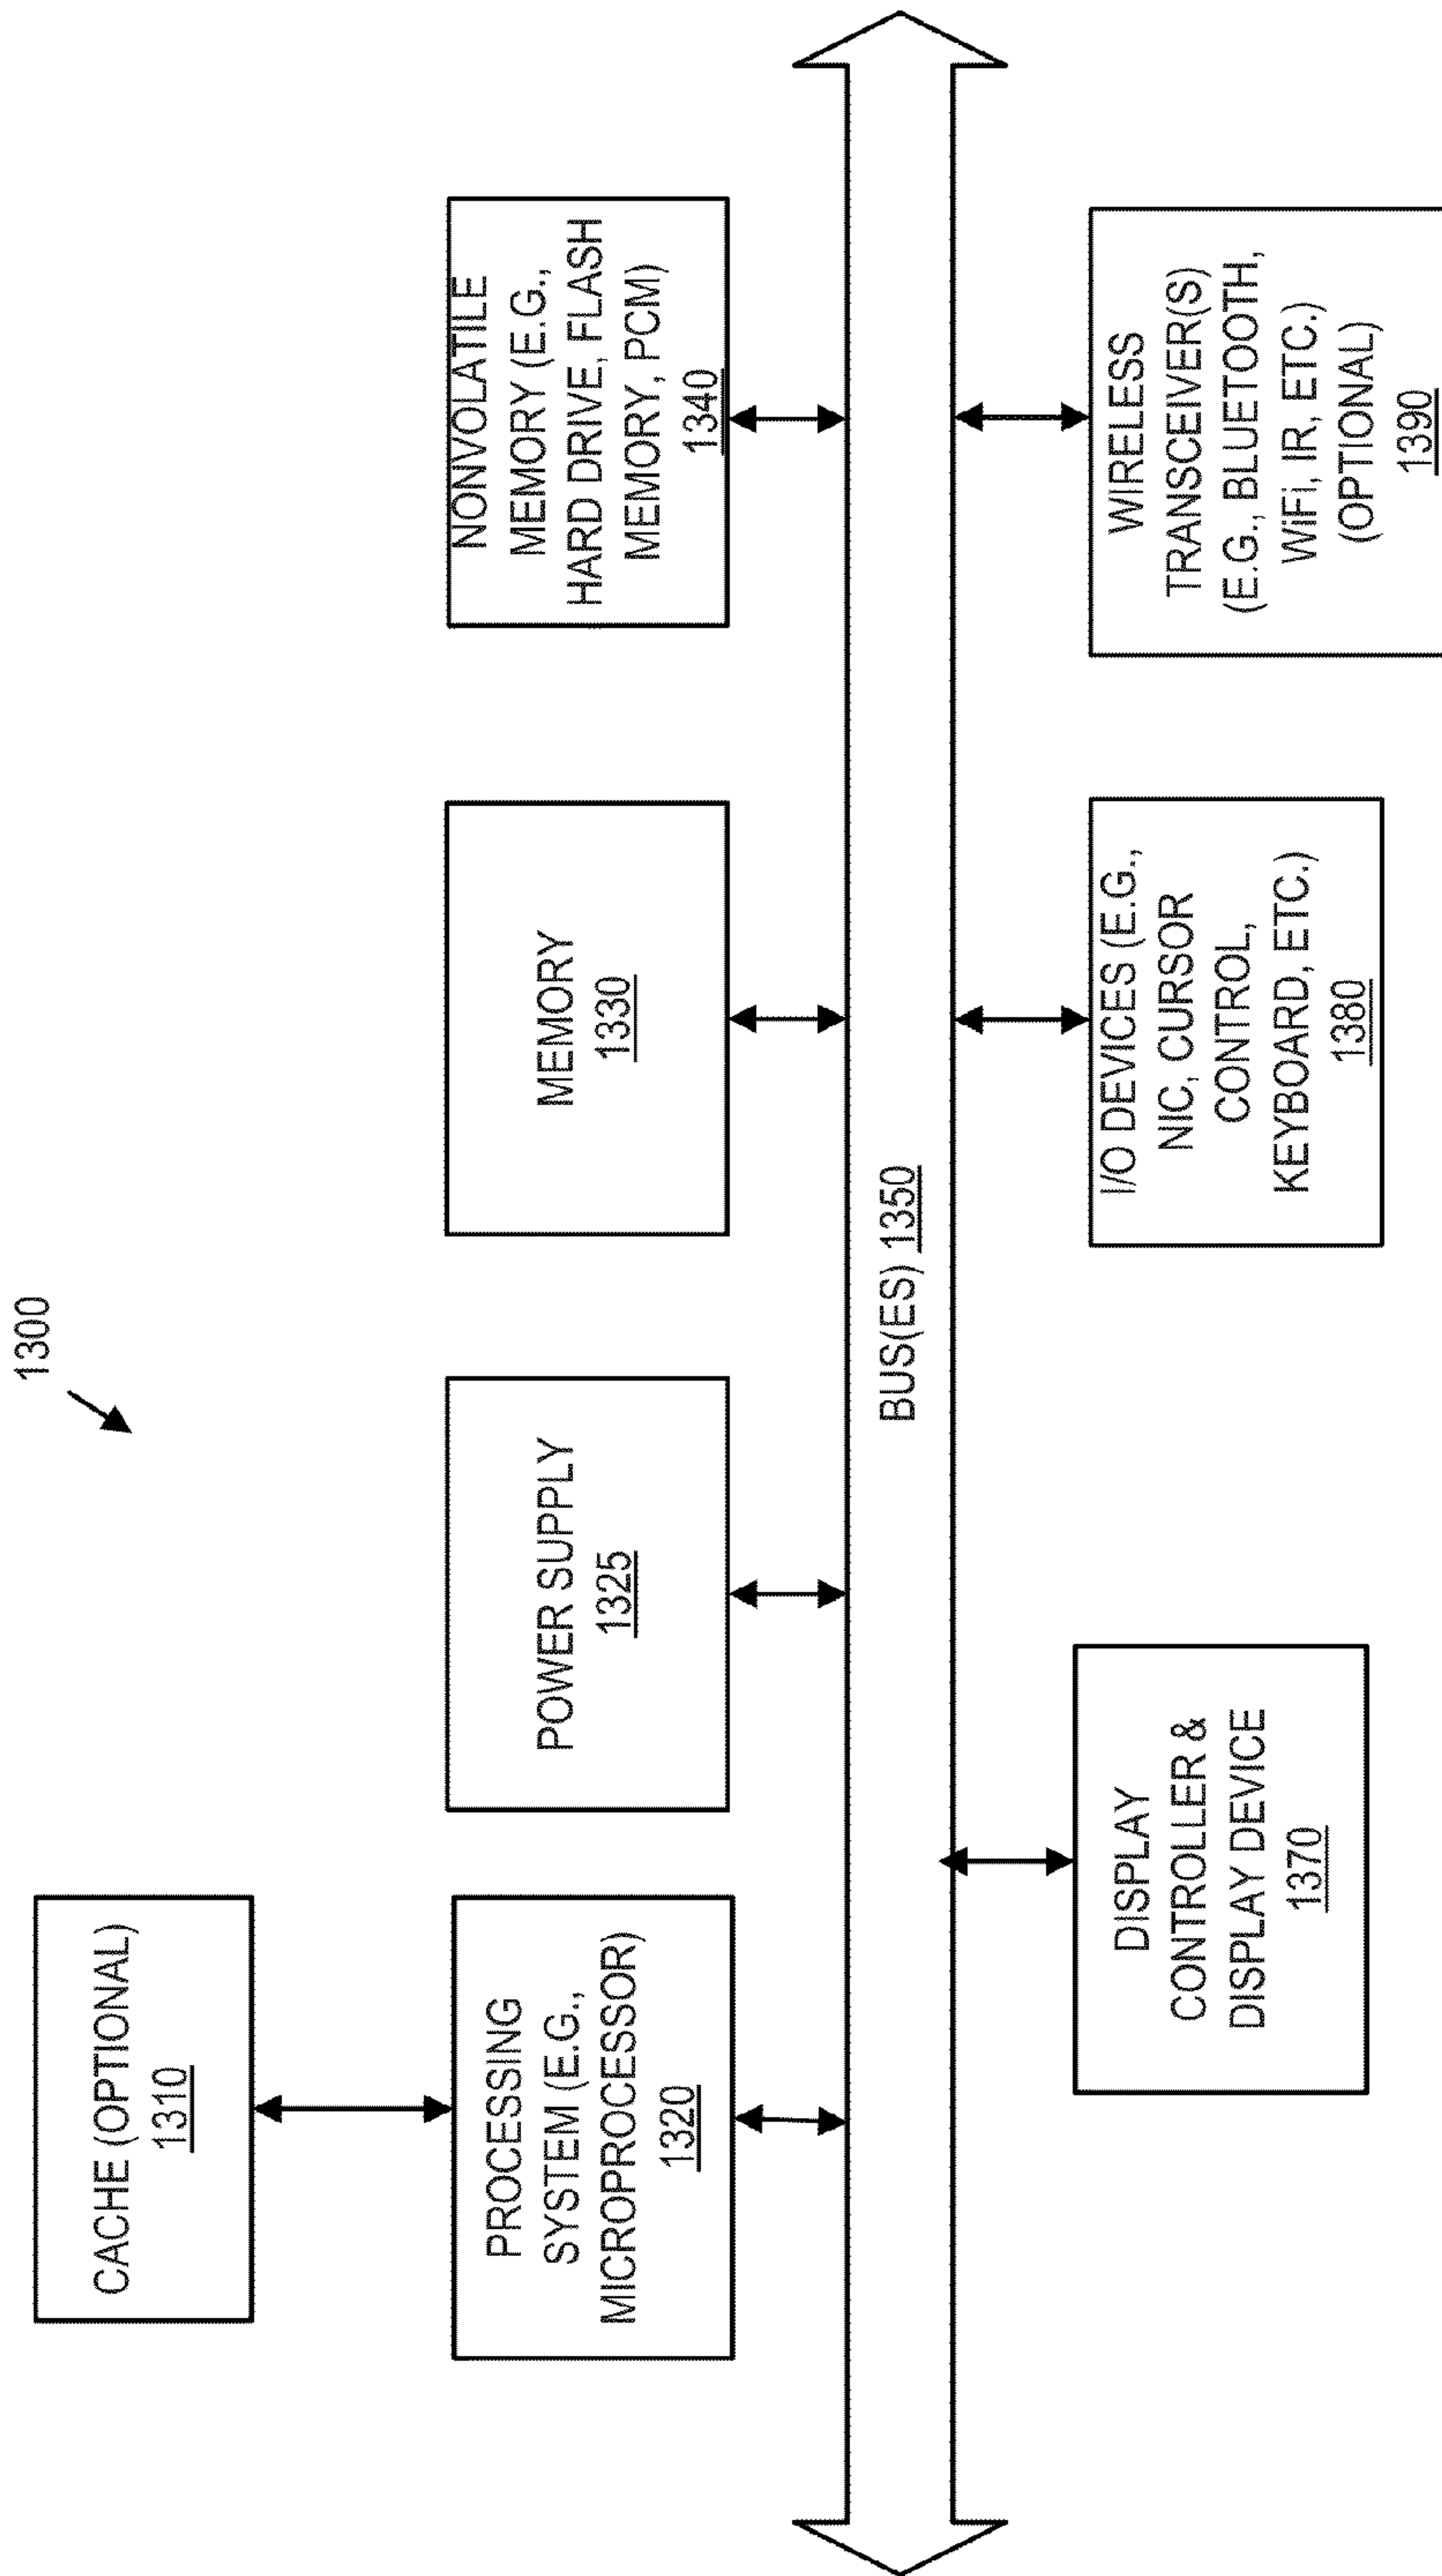 1300
CACHE (OPTIONAL)
1310
PROCESSING
SYSTEM (E.G.,
MICROPROCESSOR)
1320
POWER SUPPLY
1325
MEMORY
1330
NONVOLATILE
MEMORY (E.G.,
HARD DRIVE, FLASH
MEMORY, PCM)
1340
BUS(ES) 1350
DISPLAY
CONTROLLER &
DISPLAY DEVICE
1370
I/O DEVICES (E.G.,
NIC, CURSOR
CONTROL,
KEYBOARD, ETC.)
1380
WIRELESS
TRANSCEIVER(S)
(E.G., BLUETOOTH,
WiFi, IR, ETC.)
(OPTIONAL)
1390